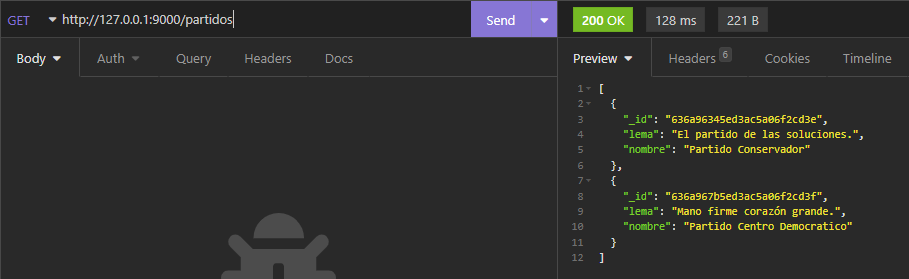 GET http://127.0.0.1:9000/partidos Send 200 OK 128 ms 221 B
Body Auth Query Headers Docs Preview Headers 6 Cookies Timeline
1 [
2 {
3 "_id": "636a96345ed3ac5a06f2cd3e",
4 "lema": "El partido de las soluciones.",
5 "nombre": "Partido Conservador"
6 },
7 {
8 "_id": "636a967b5ed3ac5a06f2cd3f",
9 "lema": "Mano firme corazón grande.",
10 "nombre": "Partido Centro Democratico"
11 }
12 ]